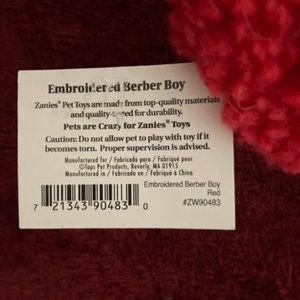 Embroidered Berber Boy
Zanies® Pet Toys are made from top-quality materials
and quality-tested for durability.
Pets are Crazy for Zanies® Toys
Caution: Do not allow pet to play with toy if it
becomes torn. Proper supervision is advised.
Manufactured for / Fabricado para / Fabriqué pour
©Tops Pet Products, Beverly, MA 01915
Manufactured in / Fabricado en / Fabriqué à China
Embroidered Berber Boy
Red
#ZW90483
7 21343 90483 0